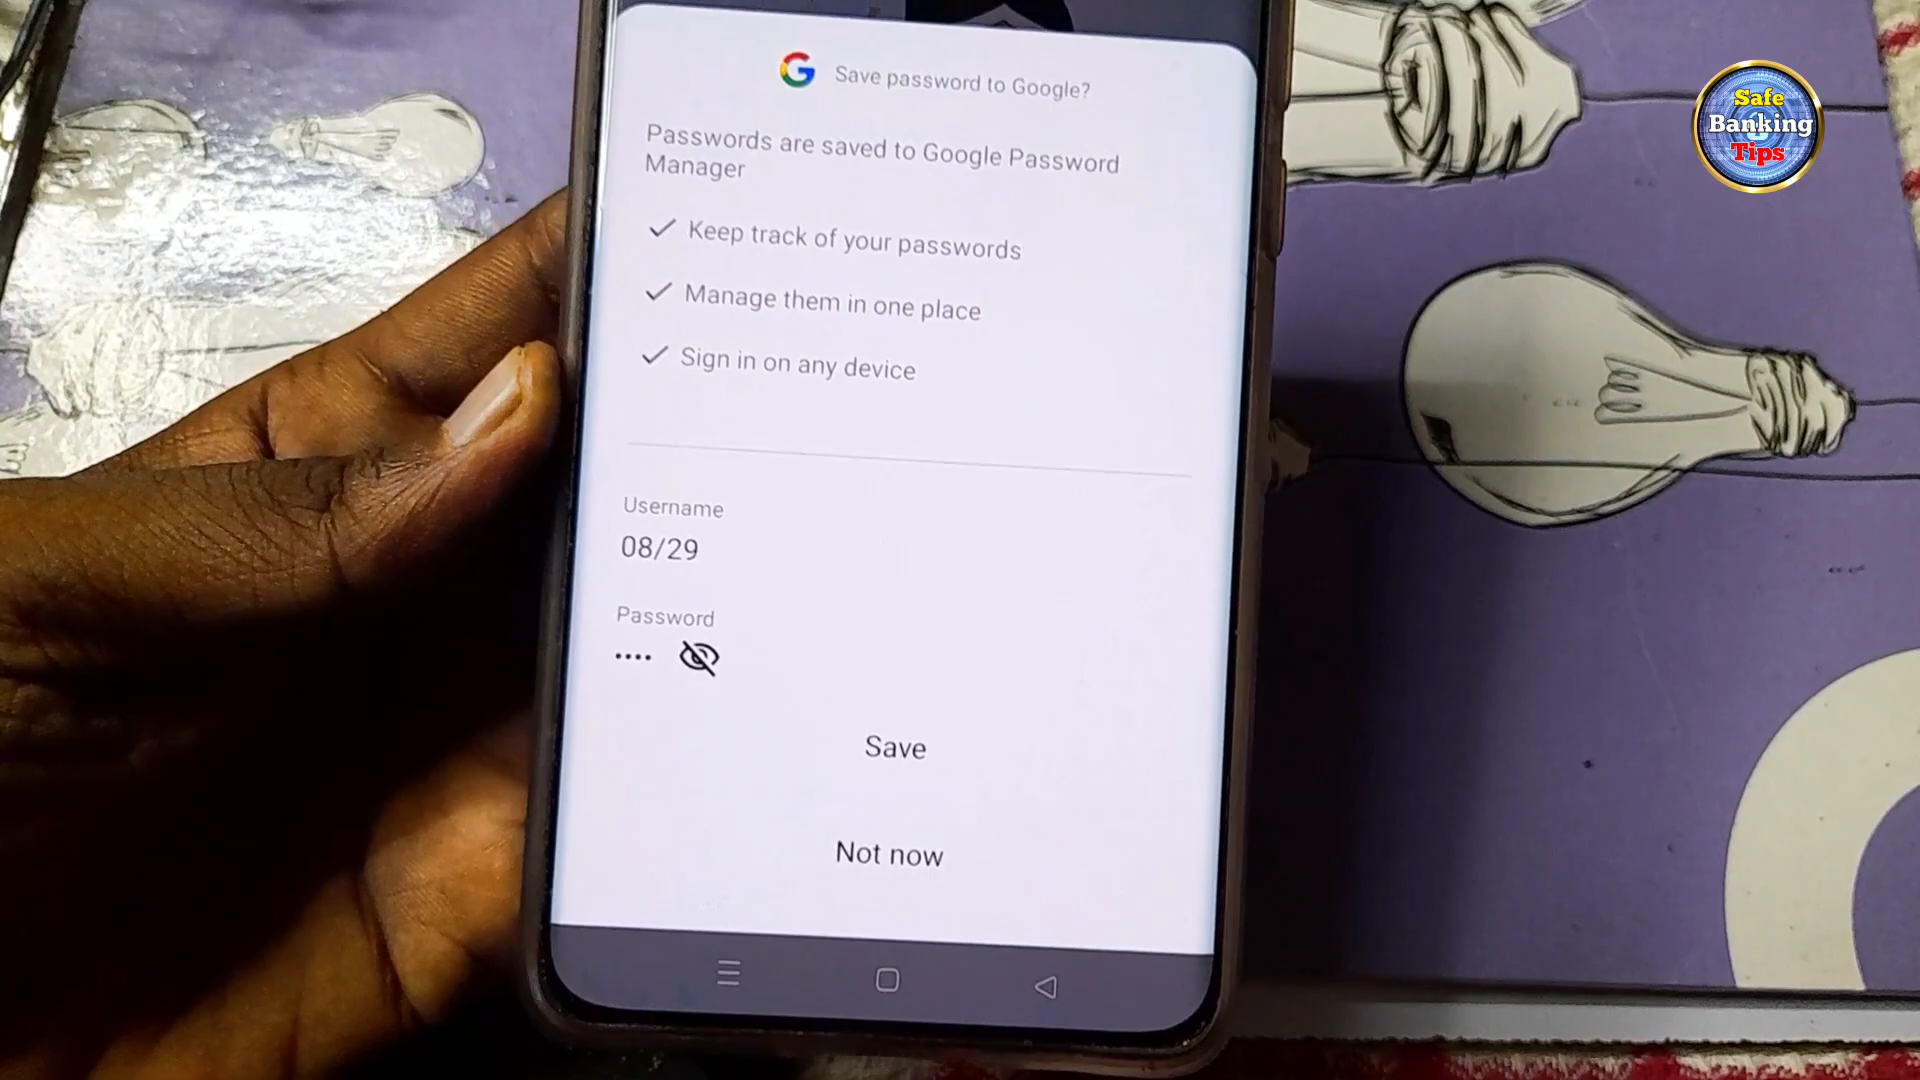 Save password to Google?
Passwords are saved to Google Password
Manager
Keep track of your passwords
Manage them in one place
Sign in on any device
Username
08/29
Password
••••
Save
Not now
Safe
Banking
Tips